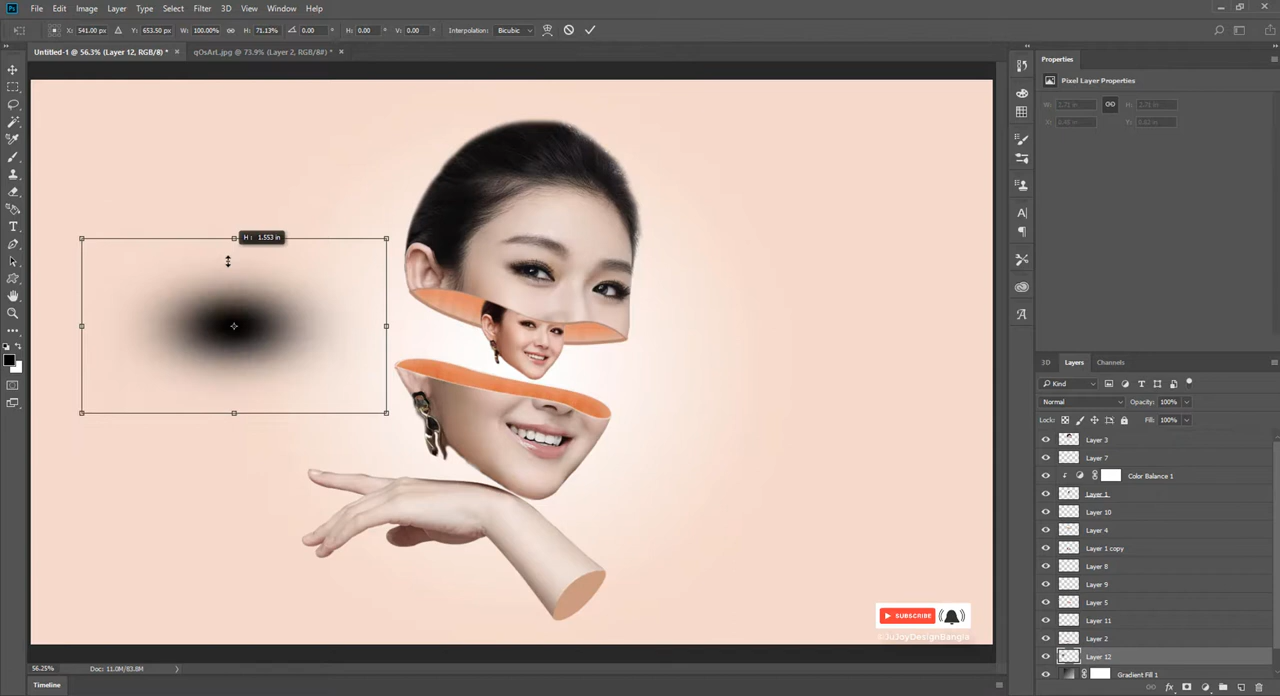 Ps File Edit Image Layer Type Select Filter 3D View Window Help
X: 541.00 px Y: 653.50 px W: 100.00% H: 71.13% 0.00 ° H: 0.00 ° V: 0.00 ° Interpolation: Bicubic
Untitled-1 @ 56.3% (Layer 12, RGB/8) * × qOsArt.jpg @ 73.9% (Layer 2, RGB/8#) * ×
Properties
Pixel Layer Properties
H : 1.553 in
3D Layers Channels
Kind
Normal Opacity: 100%
Lock: Fill: 100%
Layer 3
Layer 7
Color Balance 1
Layer 1
Layer 10
Layer 4
Layer 1 copy
Layer 8
Layer 9
Layer 5
Layer 11
Layer 2
Layer 12
Gradient Fill 1
SUBSCRIBE
©JuJoyDesignBangla
56.25% Doc: 11.0M/83.8M
Timeline